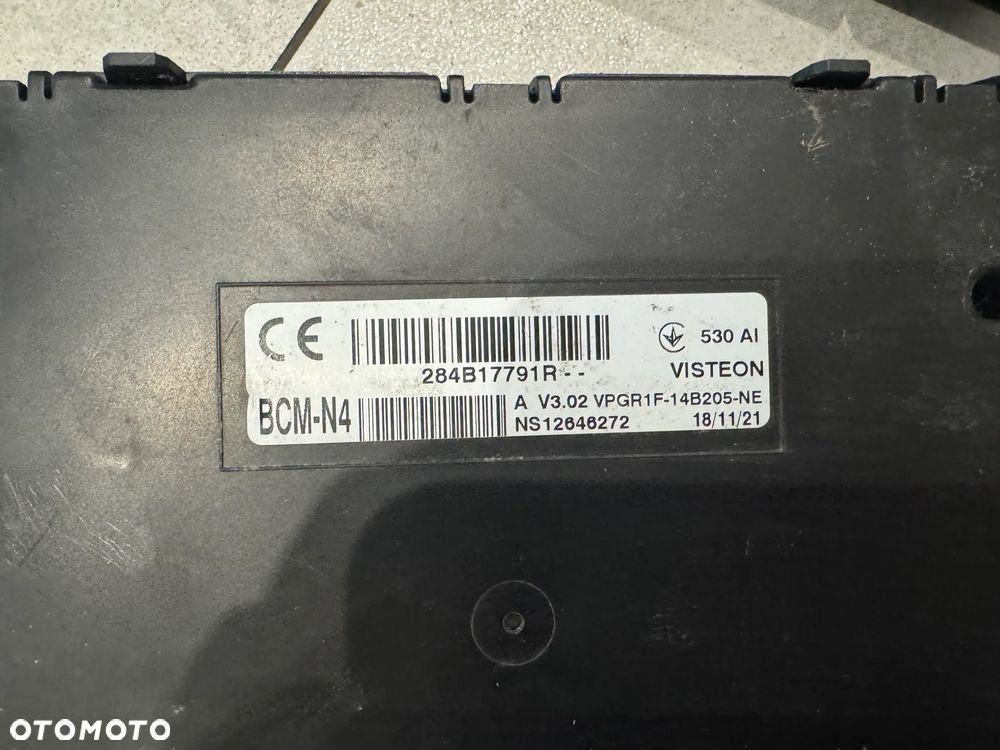 CE
530 AI
284B17791R--
VISTEON
BCM-N4
A V3.02 VPGR1F-14B205-NE
NS12646272 18/11/21
OTOMOTO